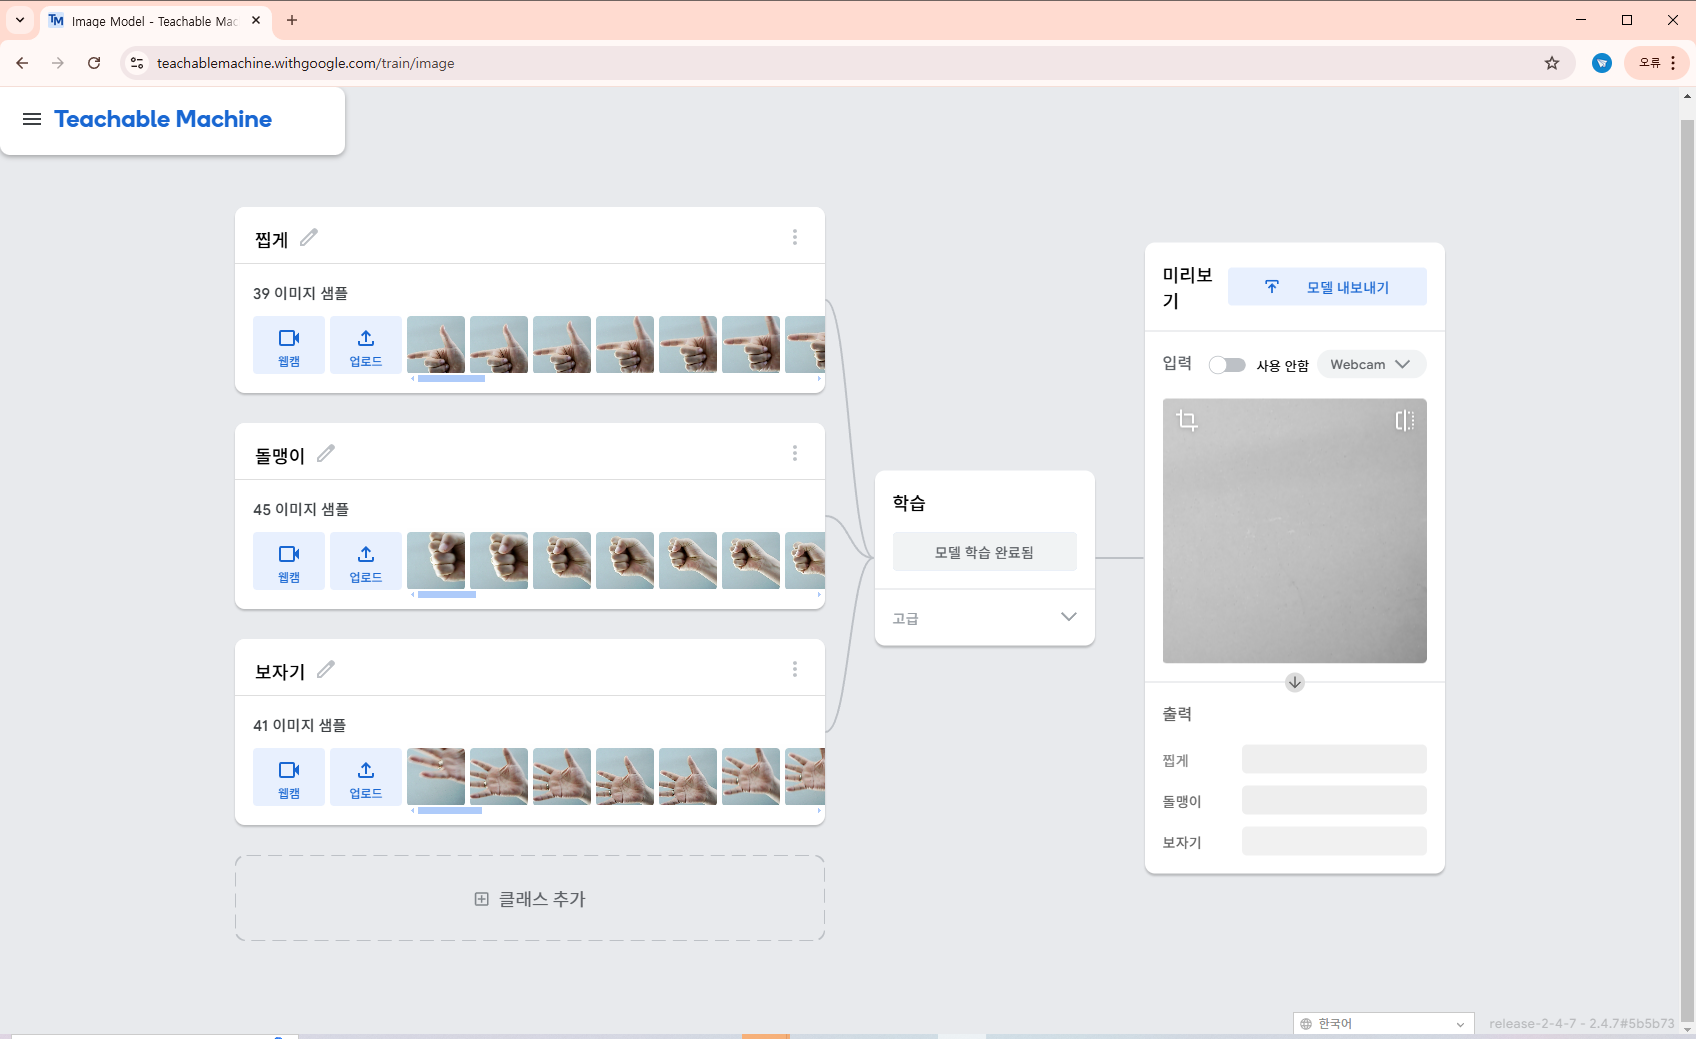 TM Image Model - Teachable Mac
teachablemachine.withgoogle.com/train/image
오류
Teachable Machine
찝게
39 이미지 샘플
웹캠
업로드
돌맹이
45 이미지 샘플
웹캠
업로드
보자기
41 이미지 샘플
웹캠
업로드
클래스 추가
학습
모델 학습 완료됨
고급
미리보
기
모델 내보내기
입력
사용 안함
Webcam
출력
찝게
돌맹이
보자기
한국어
release-2-4-7 - 2.4.7#5b5b73